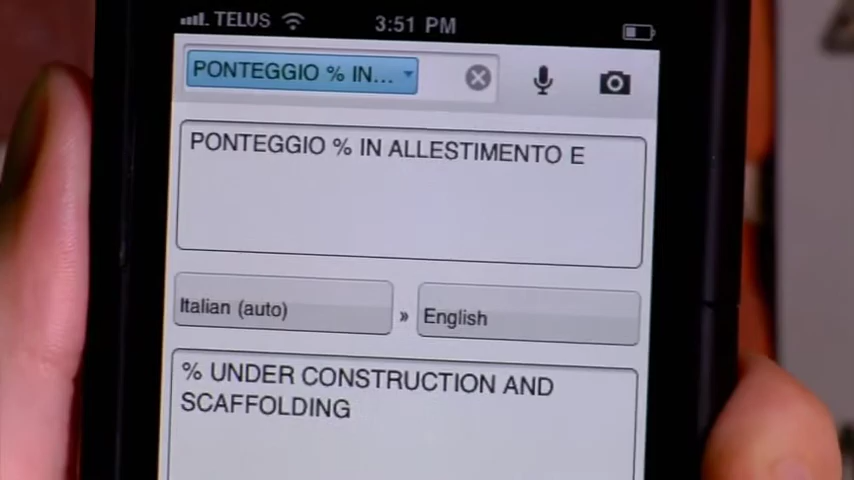 TELUS 3:51 PM
PONTEGGIO % IN...
PONTEGGIO % IN ALLESTIMENTO E
Italian (auto) » English
% UNDER CONSTRUCTION AND
SCAFFOLDING